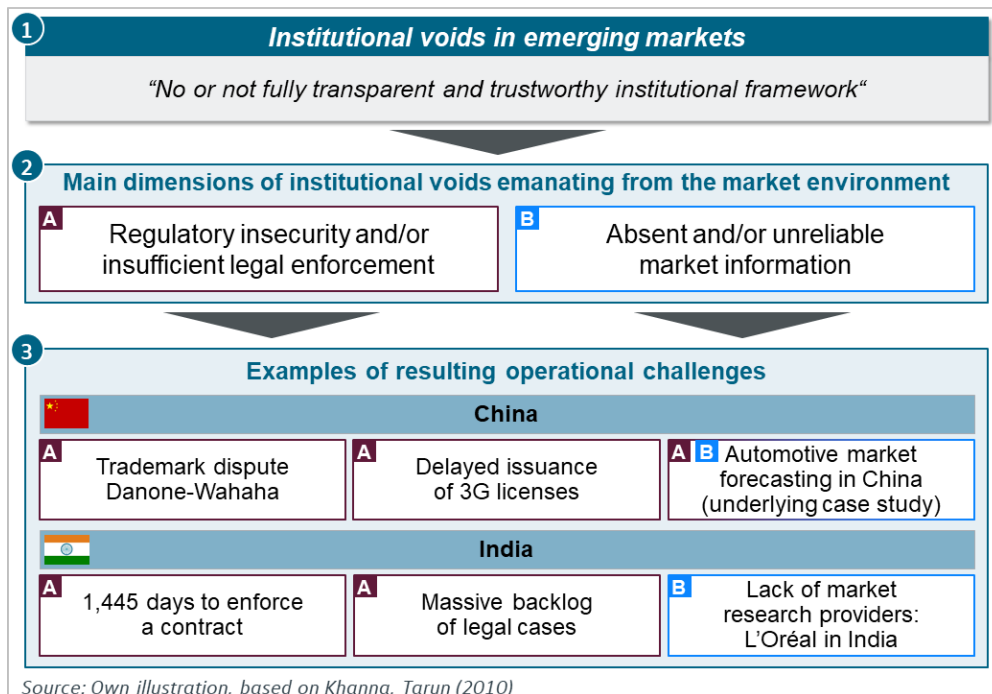 1
Institutional voids in emerging markets
“No or not fully transparent and trustworthy institutional framework“
2
Main dimensions of institutional voids emanating from the market environment
A
Regulatory insecurity and/or
insufficient legal enforcement
B
Absent and/or unreliable
market information
3
Examples of resulting operational challenges
China
A
Trademark dispute
Danone-Wahaha
A
Delayed issuance
of 3G licenses
A B
Automotive market
forecasting in China
(underlying case study)
India
A
1,445 days to enforce
a contract
A
Massive backlog
of legal cases
B
Lack of market
research providers:
L’Oréal in India
Source: Own illustration, based on Khanna, Tarun (2010)